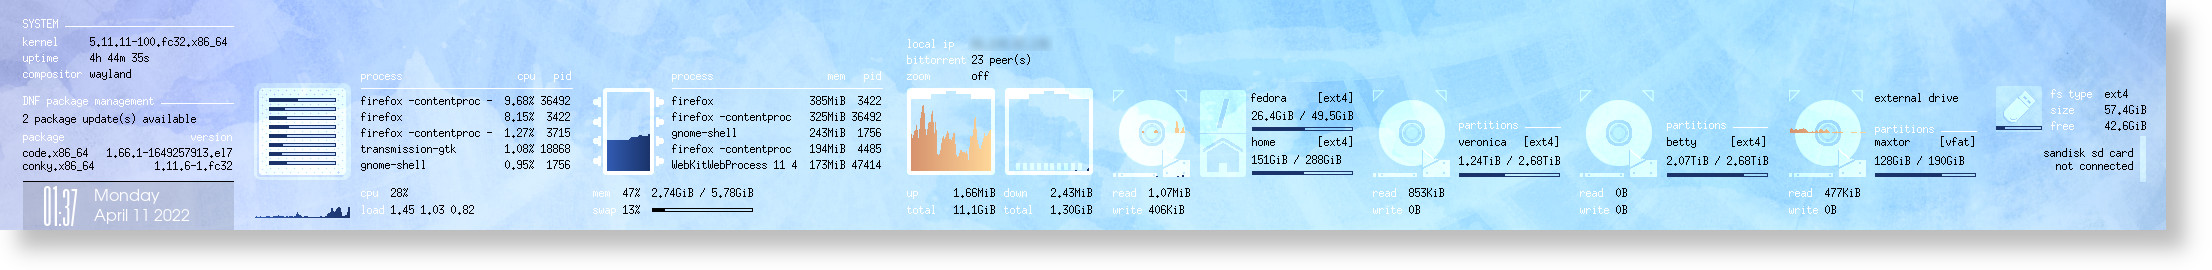 SYSTEM
kernel 5.11.11-100.fc32.x86_64
uptime 4h 44m 35s
compositor wayland
DNF package management
2 package update(s) available
package version
code.x86_64 1.66.1-1649257913.el7
conky.x86_64 1.11.6-1.fc32
01:37 Monday
April 11 2022
process cpu pid
firefox -contentproc - 9.68% 36492
firefox 8.15% 3422
firefox -contentproc - 1.27% 3715
transmission-gtk 1.08% 18868
gnome-shell 0.95% 1756
cpu 28%
load 1.45 1.03 0.82
process mem pid
firefox 385MiB 3422
firefox -contentproc 325MiB 36492
gnome-shell 243MiB 1756
firefox -contentproc 194MiB 4485
WebKitWebProcess 11 4 173MiB 47414
mem 47% 2.74GiB / 5.78GiB
swap 13%
local ip
bittorrent 23 peer(s)
zoom off
up 1.66MiB down 2.43MiB
total 11.1GiB total 1.30GiB
fedora [ext4]
26.4GiB / 49.5GiB
home [ext4]
151GiB / 288GiB
read 1.07MiB
write 406KiB
partitions
veronica [ext4]
1.24TiB / 2.68TiB
read 853KiB
write 0B
partitions
betty [ext4]
2.07TiB / 2.68TiB
read 0B
write 0B
external drive
partitions
maxtor [vfat]
128GiB / 190GiB
read 477KiB
write 0B
fs type ext4
size 57.4GiB
free 42.6GiB
sandisk sd card
not connected